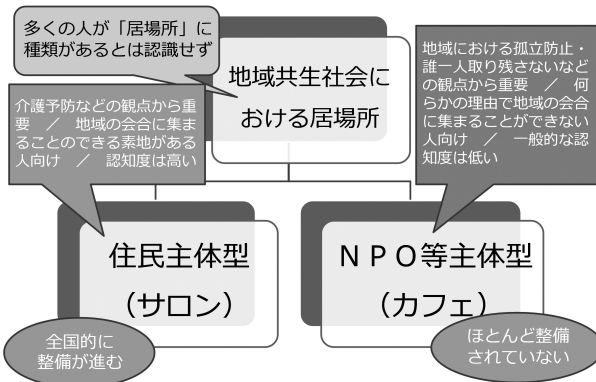 多くの人が「居場所」に
種類があるとは認識せず
地域共生社会に
おける居場所
介護予防などの観点から重
要　／　地域の会合に集ま
ることのできる素地がある
人向け　／　認知度は高い
地域における孤立防止・
誰一人取り残さないなど
の観点から重要　／　何
らかの理由で地域の会合
に集まることができない
人向け　／　一般的な認
知度は低い
住民主体型
（サロン）
ＮＰＯ等主体型
（カフェ）
全国的に
整備が進む
ほとんど整備
されていない